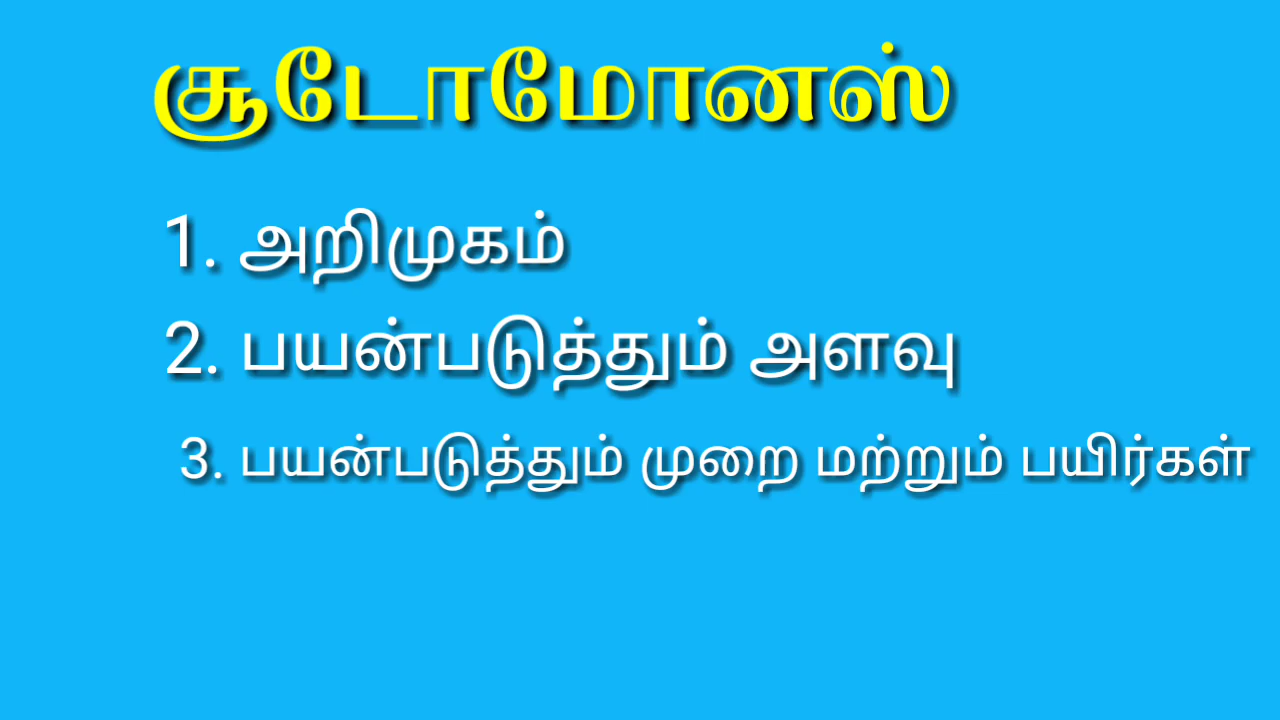 சூடோமோனஸ்
1. அறிமுகம்
2. பயன்படுத்தும் அளவு
3. பயன்படுத்தும் முறை மற்றும் பயிர்கள்